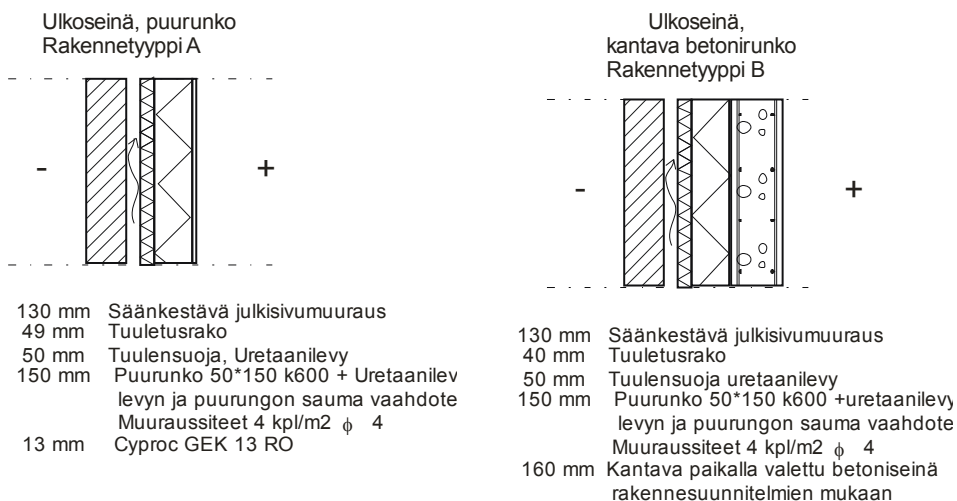 Ulkoseinä, puurunko
Rakennetyyppi A
-
+
130 mm Säänkestävä julkisivumuuraus
49 mm Tuuletusrako
50 mm Tuulensuoja, Uretaanilevy
150 mm Puurunko 50*150 k600 + Uretaanilev
levyn ja puurungon sauma vaahdote
Muuraussiteet 4 kpl/m2 ϕ 4
13 mm Cyproc GEK 13 RO
Ulkoseinä,
kantava betonirunko
Rakennetyyppi B
-
+
130 mm Säänkestävä julkisivumuuraus
40 mm Tuuletusrako
50 mm Tuulensuoja uretaanilevy
150 mm Puurunko 50*150 k600 +uretaanilevy
levyn ja puurungon sauma vaahdote
Muuraussiteet 4 kpl/m2 ϕ 4
160 mm Kantava paikalla valettu betoniseinä
rakennesuunnitelmien mukaan